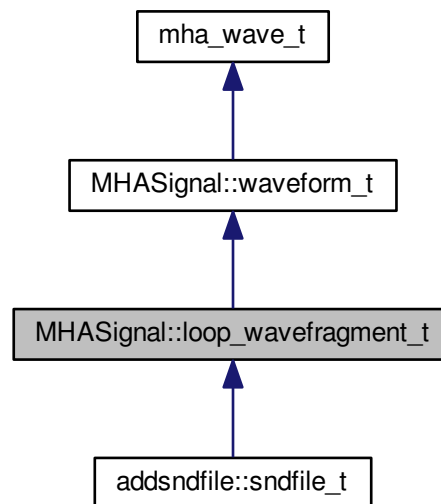 mha_wave_t
MHASignal::waveform_t
MHASignal::loop_wavefragment_t
addsndfile::sndfile_t